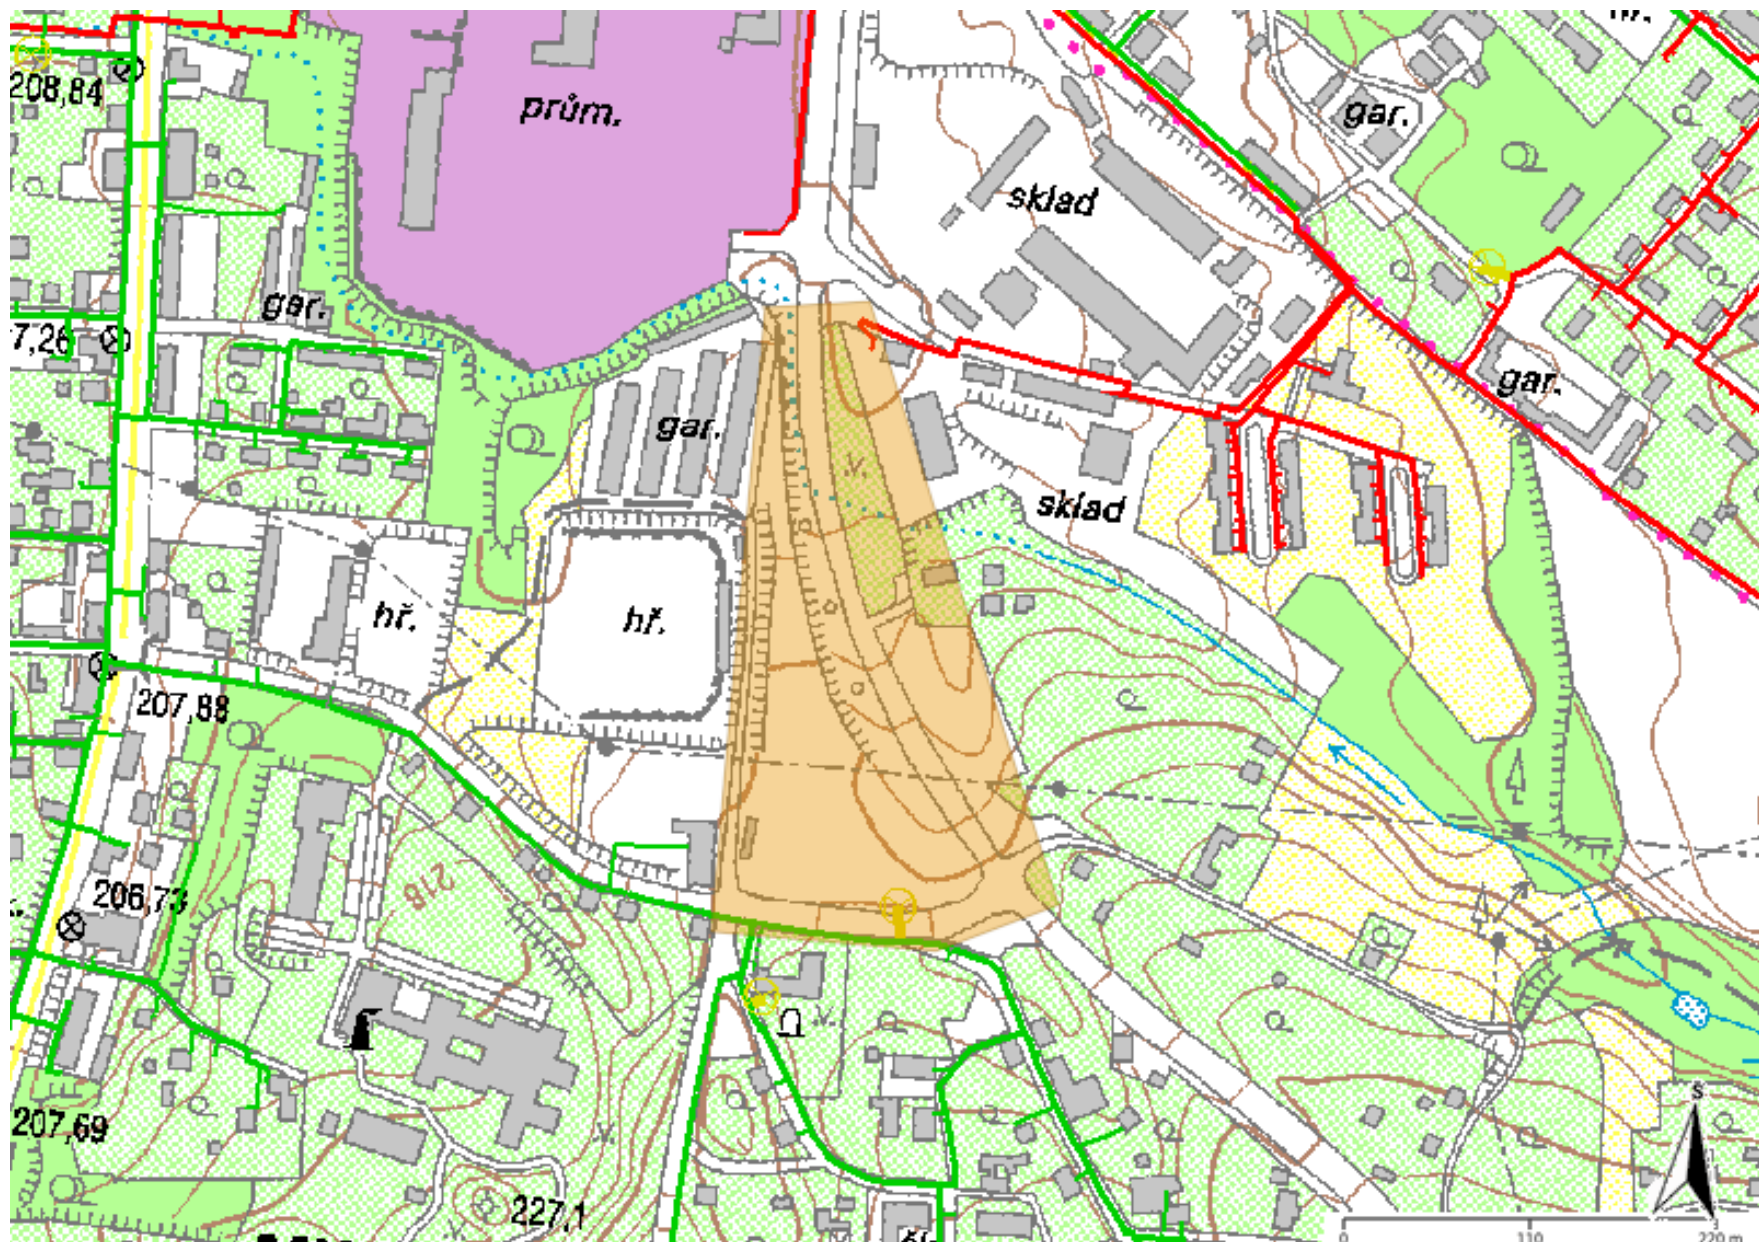 208,84
prům.
gar.
sklad
gar.
7,26
gar.
gar.
sklad
hř.
hř.
207,88
216
206,73
207,69
227,1
S
0 110 220 m